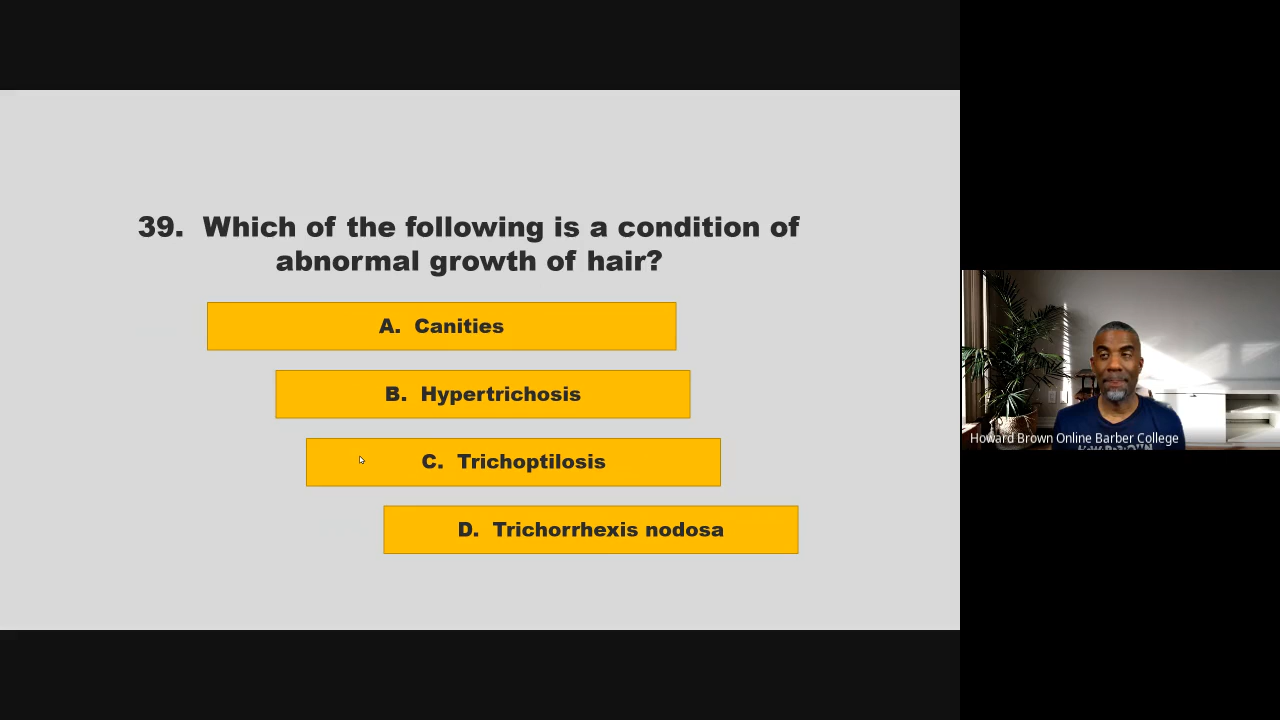 39. Which of the following is a condition of
abnormal growth of hair?
A. Canities
B. Hypertrichosis
C. Trichoptilosis
D. Trichorrhexis nodosa
Howard Brown Online Barber College